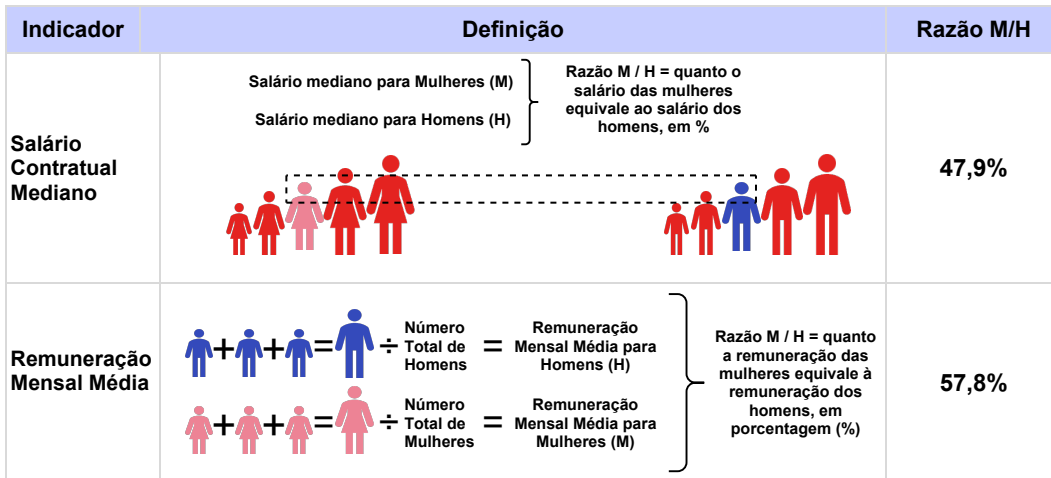 Indicador
Definição
Razão M/H
Salário
Contratual
Mediano
Salário mediano para Mulheres (M)
Salário mediano para Homens (H)
Razão M / H = quanto o
salário das mulheres
equivale ao salário dos
homens, em %
47,9%
Remuneração
Mensal Média
+ + = ÷
Número
Total de
Homens
=
Remuneração
Mensal Média para
Homens (H)
+ + = ÷
Número
Total de
Mulheres
=
Remuneração
Mensal Média para
Mulheres (M)
Razão M / H = quanto
a remuneração das
mulheres equivale à
remuneração dos
homens, em
porcentagem (%)
57,8%